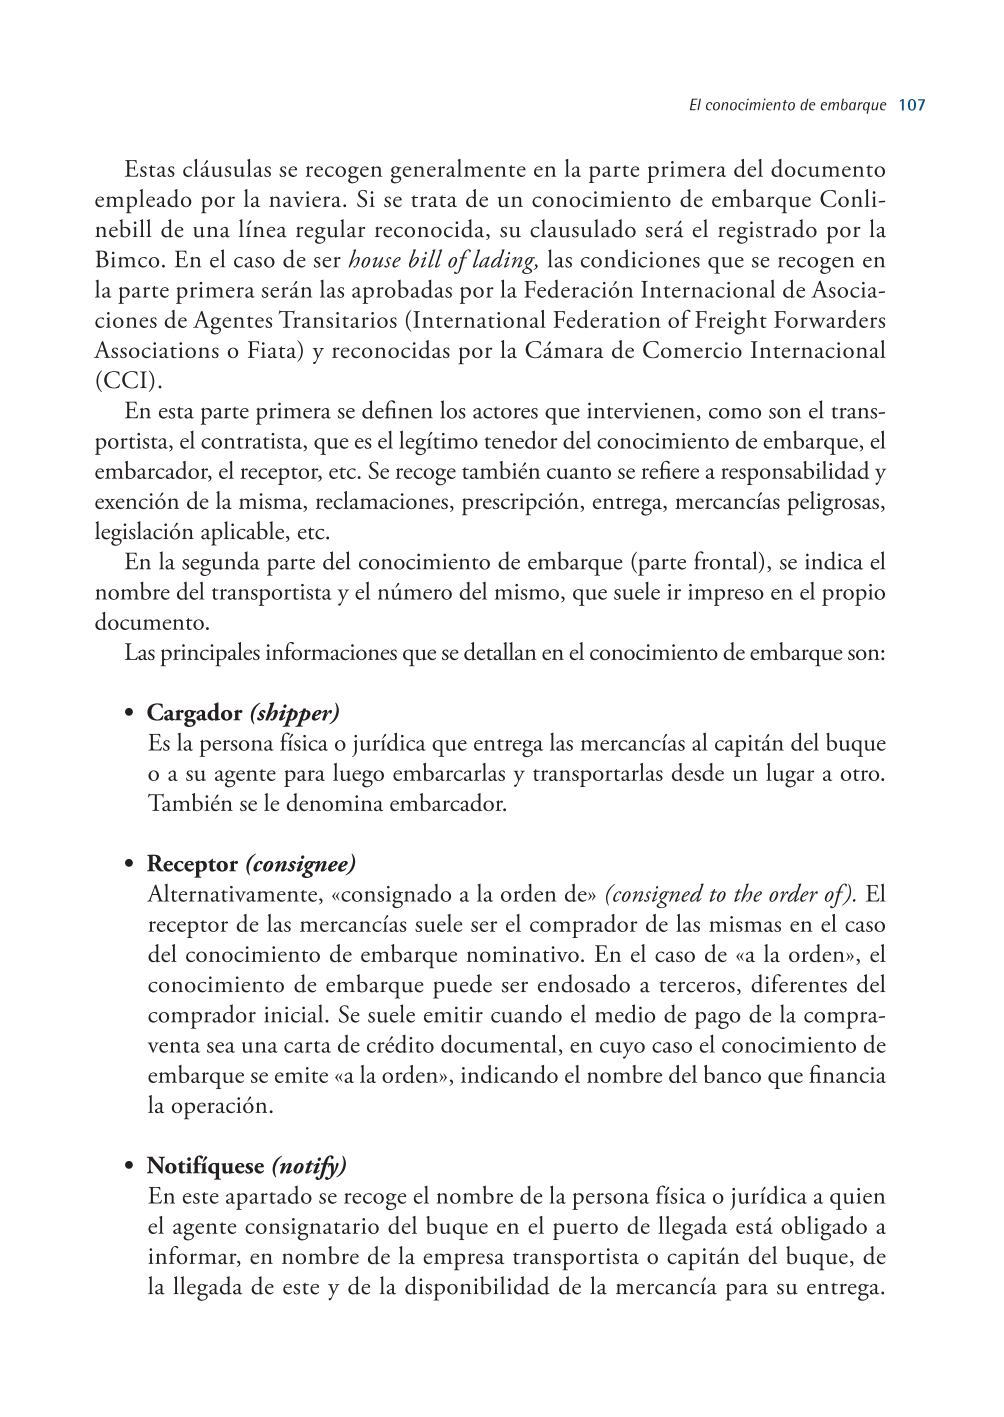 El conocimiento de embarque 107
Estas cláusulas se recogen generalmente en la parte primera del documento
empleado por la naviera. Si se trata de un conocimiento de embarque Conli-
nebill de una línea regular reconocida, su clausulado será el registrado por la
Bimco. En el caso de ser house bill of lading, las condiciones que se recogen en
la parte primera serán las aprobadas por la Federación Internacional de Asocia-
ciones de Agentes Transitarios (International Federation of Freight Forwarders
Associations o Fiata) y reconocidas por la Cámara de Comercio Internacional
(CCI).
En esta parte primera se definen los actores que intervienen, como son el trans-
portista, el contratista, que es el legítimo tenedor del conocimiento de embarque, el
embarcador, el receptor, etc. Se recoge también cuanto se refiere a responsabilidad y
exención de la misma, reclamaciones, prescripción, entrega, mercancías peligrosas,
legislación aplicable, etc.
En la segunda parte del conocimiento de embarque (parte frontal), se indica el
nombre del transportista y el número del mismo, que suele ir impreso en el propio
documento.
Las principales informaciones que se detallan en el conocimiento de embarque son:
• Cargador (shipper)
Es la persona física o jurídica que entrega las mercancías al capitán del buque
o a su agente para luego embarcarlas y transportarlas desde un lugar a otro.
También se le denomina embarcador.
• Receptor (consignee)
Alternativamente, «consignado a la orden de» (consigned to the order of). El
receptor de las mercancías suele ser el comprador de las mismas en el caso
del conocimiento de embarque nominativo. En el caso de «a la orden», el
conocimiento de embarque puede ser endosado a terceros, diferentes del
comprador inicial. Se suele emitir cuando el medio de pago de la compra-
venta sea una carta de crédito documental, en cuyo caso el conocimiento de
embarque se emite «a la orden», indicando el nombre del banco que financia
la operación.
• Notifíquese (notify)
En este apartado se recoge el nombre de la persona física o jurídica a quien
el agente consignatario del buque en el puerto de llegada está obligado a
informar, en nombre de la empresa transportista o capitán del buque, de
la llegada de este y de la disponibilidad de la mercancía para su entrega.